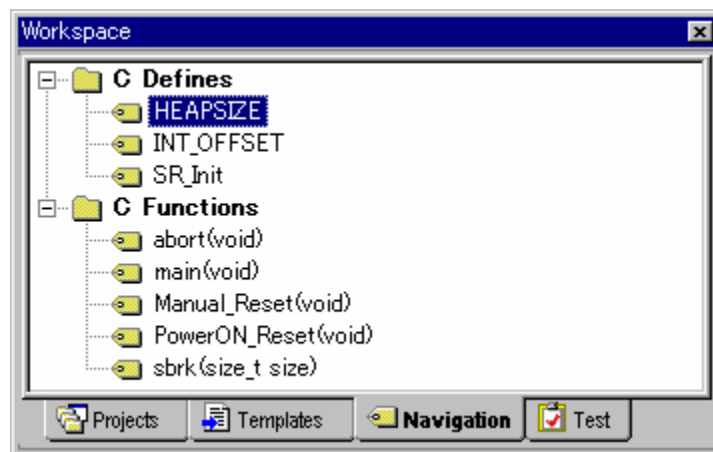 Workspace
C Defines
HEAPSIZE
INT_OFFSET
SR_Init
C Functions
abort(void)
main(void)
Manual_Reset(void)
PowerON_Reset(void)
sbrk(size_t size)
Projects Templates Navigation Test